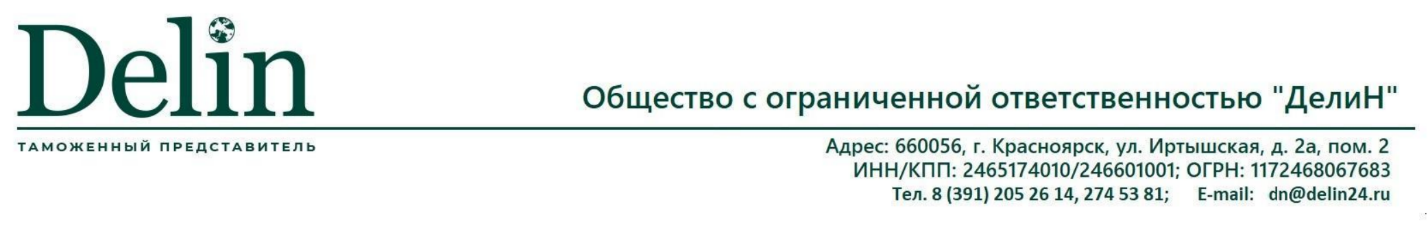 Delin
ТАМОЖЕННЫЙ ПРЕДСТАВИТЕЛЬ
Общество с ограниченной ответственностью "ДелиН"
Адрес: 660056, г. Красноярск, ул. Иртышская, д. 2а, пом. 2
ИНН/КПП: 2465174010/246601001; ОГРН: 1172468067683
Тел. 8 (391) 205 26 14, 274 53 81; E-mail: dn@delin24.ru